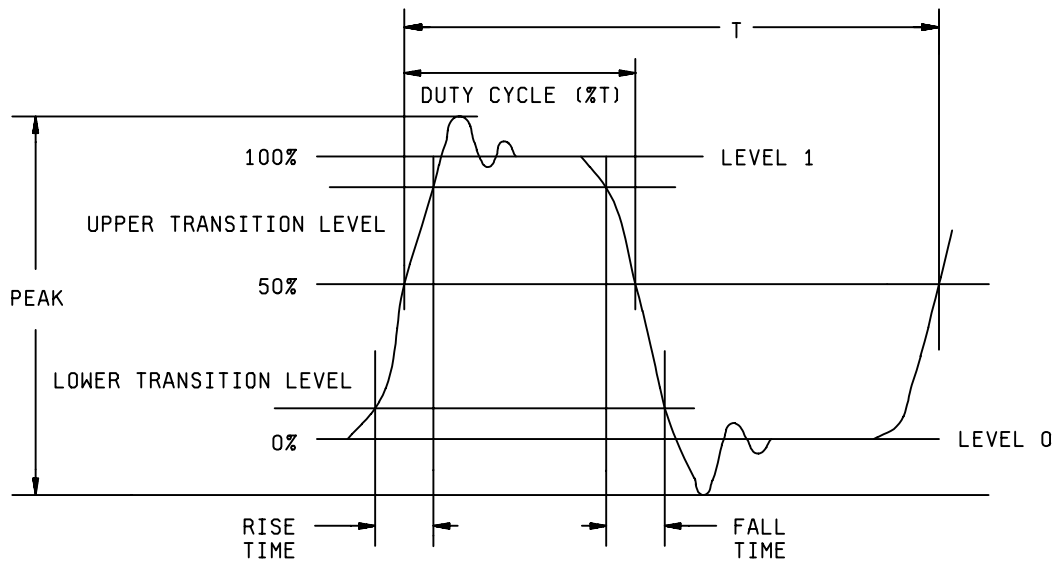 T
DUTY CYCLE (%T)
100%
LEVEL 1
UPPER TRANSITION LEVEL
50%
PEAK
LOWER TRANSITION LEVEL
0%
LEVEL 0
RISE
TIME
FALL
TIME